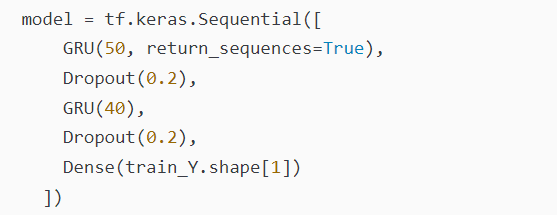 model = tf.keras.Sequential([
GRU(50, return_sequences=True),
Dropout(0.2),
GRU(40),
Dropout(0.2),
Dense(train_Y.shape[1])
])